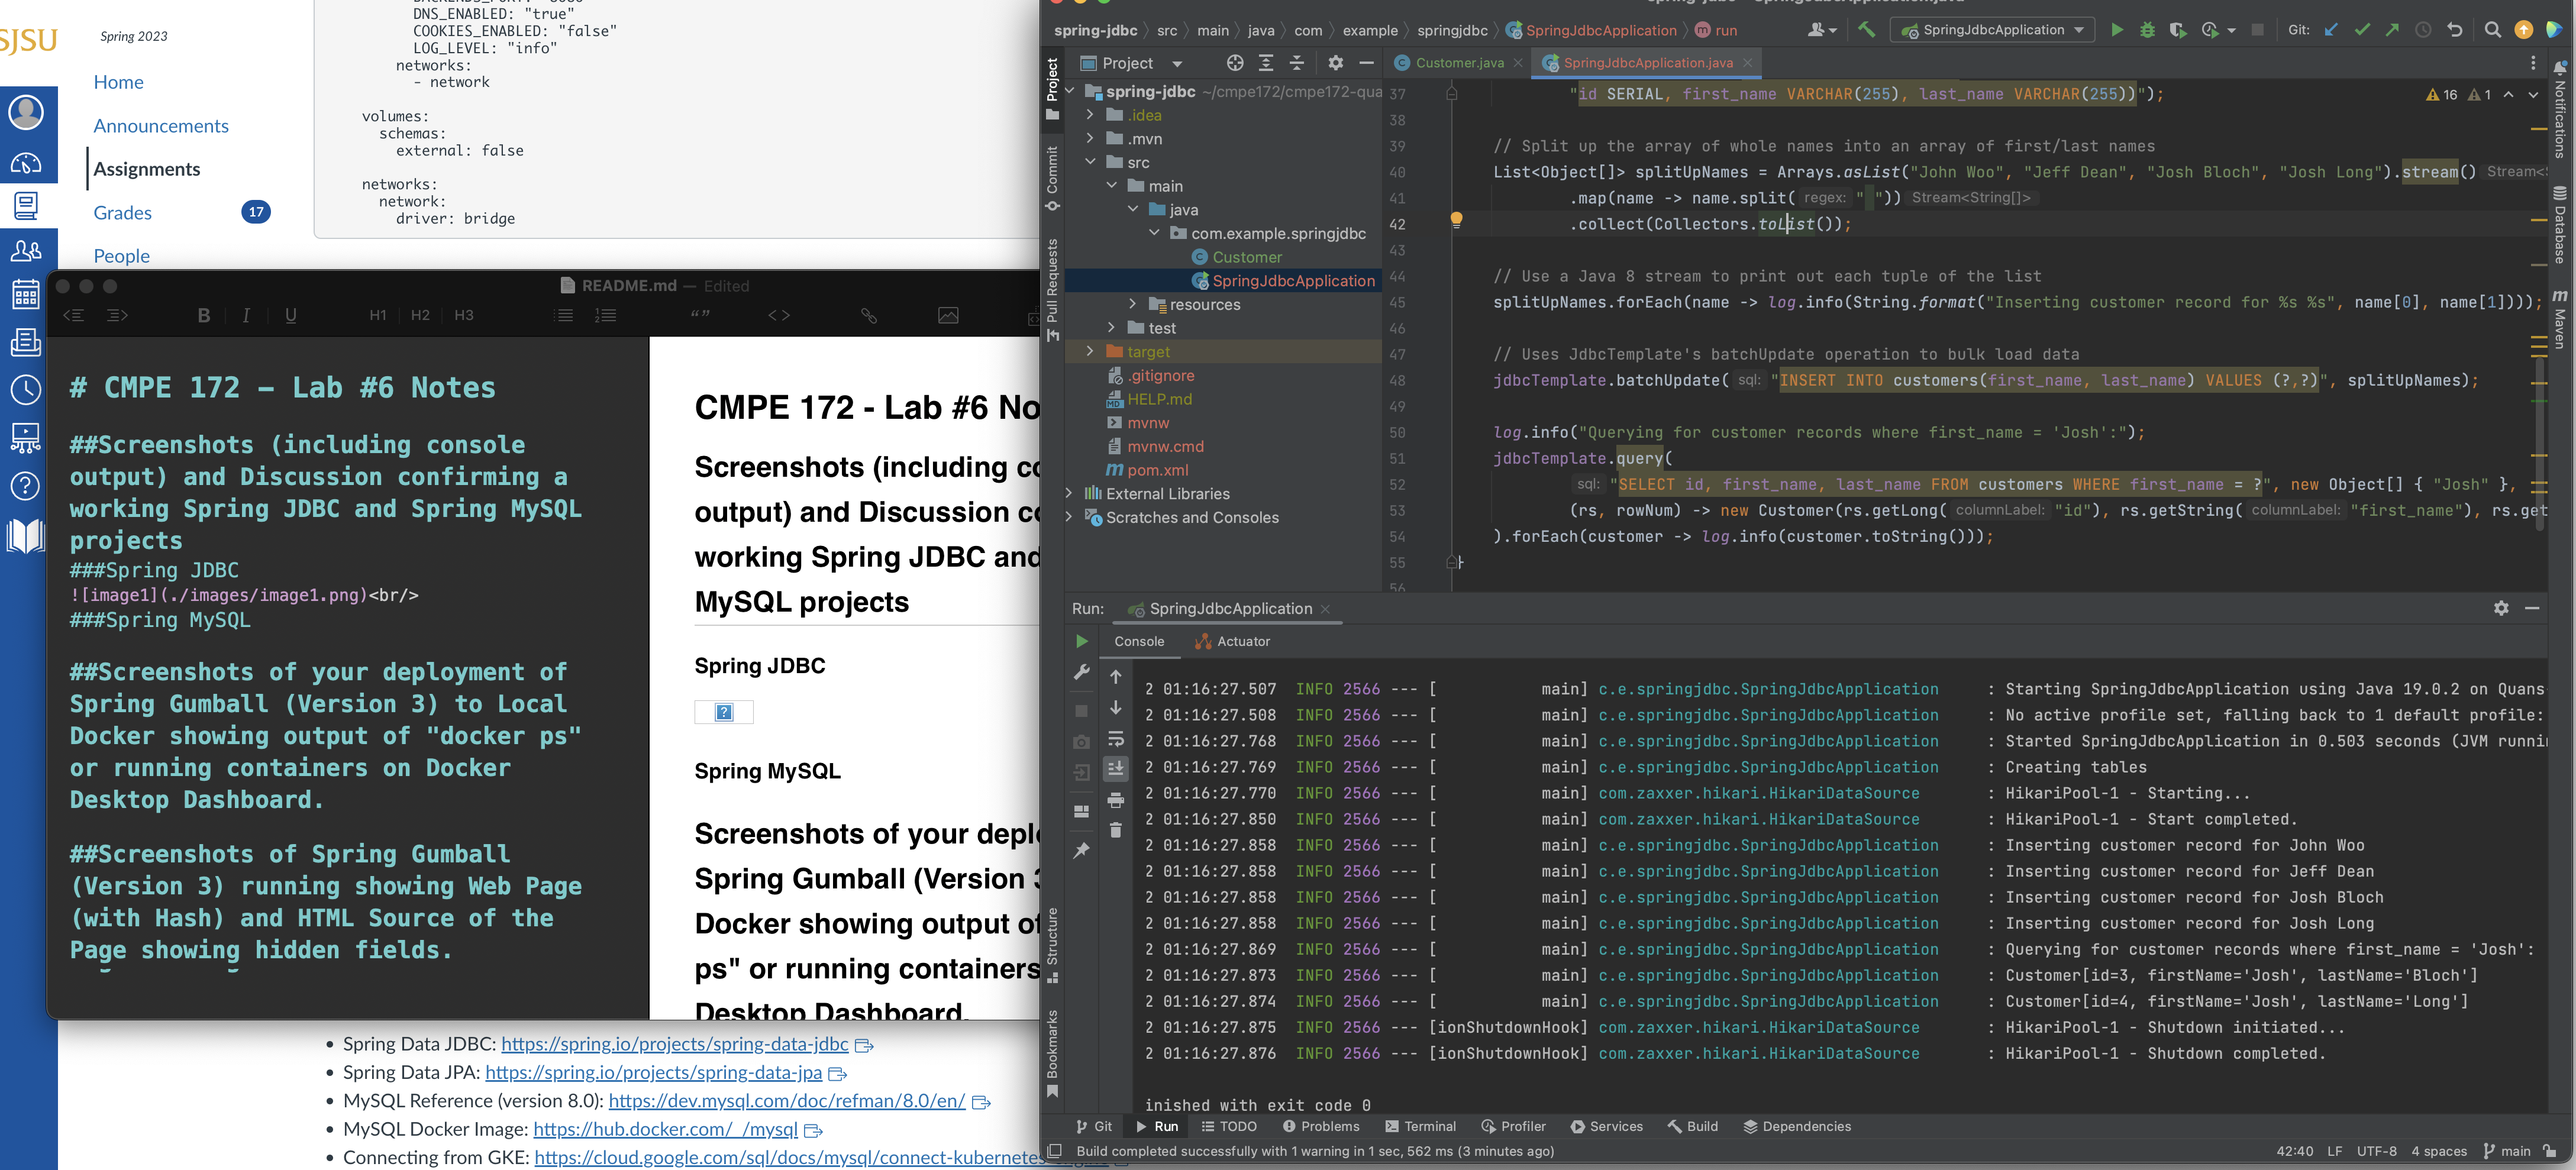 SJSU
Spring 2023
Home
Announcements
Assignments
Grades
17
People
DNS_ENABLED: "true"
COOKIES_ENABLED: "false"
LOG_LEVEL: "info"
networks:
- network
volumes:
schemas:
external: false
networks:
network:
driver: bridge
README.md — Edited
B I U H1 H2 H3 “” <>
# CMPE 172 – Lab #6 Notes
##Screenshots (including console
output) and Discussion confirming a
working Spring JDBC and Spring MySQL
projects
###Spring JDBC
![image1](./images/image1.png)<br/>
###Spring MySQL
##Screenshots of your deployment of
Spring Gumball (Version 3) to Local
Docker showing output of "docker ps"
or running containers on Docker
Desktop Dashboard.
##Screenshots of Spring Gumball
(Version 3) running showing Web Page
(with Hash) and HTML Source of the
Page showing hidden fields.
CMPE 172 - Lab #6 No
Screenshots (including co
output) and Discussion co
working Spring JDBC and
MySQL projects
Spring JDBC
Spring MySQL
Screenshots of your depl
Spring Gumball (Version 3
Docker showing output of
ps" or running containers
Desktop Dashboard.
Spring Data JDBC: https://spring.io/projects/spring-data-jdbc
Spring Data JPA: https://spring.io/projects/spring-data-jpa
MySQL Reference (version 8.0): https://dev.mysql.com/doc/refman/8.0/en/
MySQL Docker Image: https://hub.docker.com/_/mysql
Connecting from GKE: https://cloud.google.com/sql/docs/mysql/connect-kubernetes
spring-jdbc src main java com example springjdbc SpringJdbcApplication run
SpringJdbcApplication
Git:
Project
Customer.java
SpringJdbcApplication.java
Project
Commit
Pull Requests
Structure
Bookmarks
Notifications
Database
Maven
spring-jdbc ~/cmpe172/cmpe172-qua
.idea
.mvn
src
main
java
com.example.springjdbc
Customer
SpringJdbcApplication
resources
test
target
.gitignore
HELP.md
mvnw
mvnw.cmd
pom.xml
External Libraries
Scratches and Consoles
16 1
37 "id SERIAL, first_name VARCHAR(255), last_name VARCHAR(255))");
38
39 // Split up the array of whole names into an array of first/last names
40 List<Object[]> splitUpNames = Arrays.asList("John Woo", "Jeff Dean", "Josh Bloch", "Josh Long").stream() Stream<S
41 .map(name -> name.split( regex: " ")) Stream<String[]>
42 .collect(Collectors.toList());
43
44 // Use a Java 8 stream to print out each tuple of the list
45 splitUpNames.forEach(name -> log.info(String.format("Inserting customer record for %s %s", name[0], name[1])));
46
47 // Uses JdbcTemplate's batchUpdate operation to bulk load data
48 jdbcTemplate.batchUpdate( sql: "INSERT INTO customers(first_name, last_name) VALUES (?,?)", splitUpNames);
49
50 log.info("Querying for customer records where first_name = 'Josh':");
51 jdbcTemplate.query(
52 sql: "SELECT id, first_name, last_name FROM customers WHERE first_name = ?", new Object[] { "Josh" },
53 (rs, rowNum) -> new Customer(rs.getLong( columnLabel: "id"), rs.getString( columnLabel: "first_name"), rs.get
54 ).forEach(customer -> log.info(customer.toString()));
55 }
56
Run: SpringJdbcApplication
Console Actuator
2 01:16:27.507 INFO 2566 --- [ main] c.e.springjdbc.SpringJdbcApplication : Starting SpringJdbcApplication using Java 19.0.2 on Quans
2 01:16:27.508 INFO 2566 --- [ main] c.e.springjdbc.SpringJdbcApplication : No active profile set, falling back to 1 default profile:
2 01:16:27.768 INFO 2566 --- [ main] c.e.springjdbc.SpringJdbcApplication : Started SpringJdbcApplication in 0.503 seconds (JVM runni
2 01:16:27.769 INFO 2566 --- [ main] c.e.springjdbc.SpringJdbcApplication : Creating tables
2 01:16:27.770 INFO 2566 --- [ main] com.zaxxer.hikari.HikariDataSource : HikariPool-1 - Starting...
2 01:16:27.850 INFO 2566 --- [ main] com.zaxxer.hikari.HikariDataSource : HikariPool-1 - Start completed.
2 01:16:27.858 INFO 2566 --- [ main] c.e.springjdbc.SpringJdbcApplication : Inserting customer record for John Woo
2 01:16:27.858 INFO 2566 --- [ main] c.e.springjdbc.SpringJdbcApplication : Inserting customer record for Jeff Dean
2 01:16:27.858 INFO 2566 --- [ main] c.e.springjdbc.SpringJdbcApplication : Inserting customer record for Josh Bloch
2 01:16:27.858 INFO 2566 --- [ main] c.e.springjdbc.SpringJdbcApplication : Inserting customer record for Josh Long
2 01:16:27.869 INFO 2566 --- [ main] c.e.springjdbc.SpringJdbcApplication : Querying for customer records where first_name = 'Josh':
2 01:16:27.873 INFO 2566 --- [ main] c.e.springjdbc.SpringJdbcApplication : Customer[id=3, firstName='Josh', lastName='Bloch']
2 01:16:27.874 INFO 2566 --- [ main] c.e.springjdbc.SpringJdbcApplication : Customer[id=4, firstName='Josh', lastName='Long']
2 01:16:27.875 INFO 2566 --- [ionShutdownHook] com.zaxxer.hikari.HikariDataSource : HikariPool-1 - Shutdown initiated...
2 01:16:27.876 INFO 2566 --- [ionShutdownHook] com.zaxxer.hikari.HikariDataSource : HikariPool-1 - Shutdown completed.
inished with exit code 0
Git Run TODO Problems Terminal Profiler Services Build Dependencies
Build completed successfully with 1 warning in 1 sec, 562 ms (3 minutes ago)
42:40 LF UTF-8 4 spaces main